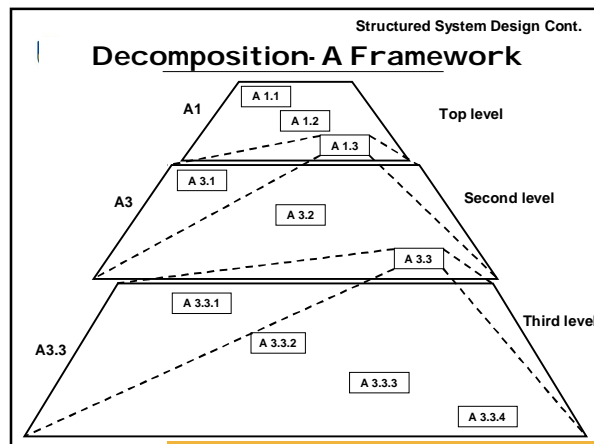 Structured System Design Cont.
Decomposition- A Framework
A1
A 1.1
A 1.2
A 1.3
Top level
A3
A 3.1
A 3.2
A 3.3
Second level
A3.3
A 3.3.1
A 3.3.2
A 3.3.3
A 3.3.4
Third level